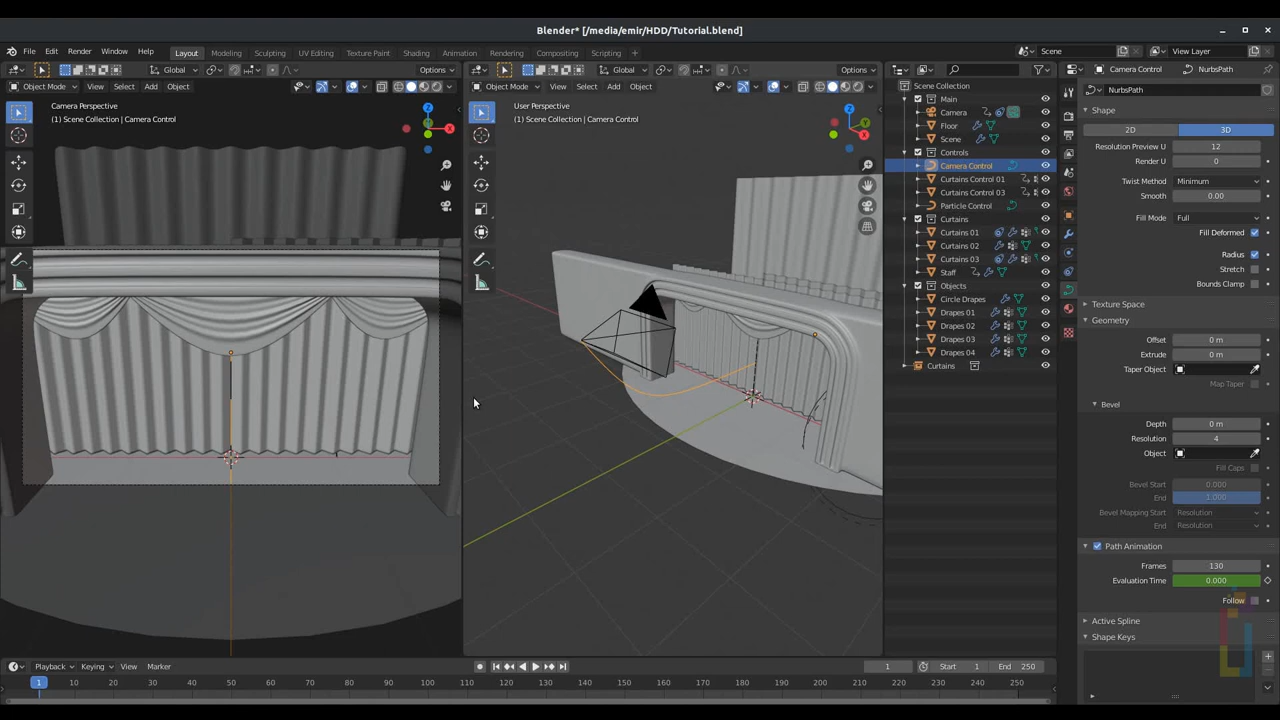 Blender* [/media/emir/HDD/Tutorial.blend]
File Edit Render Window Help Layout Modeling Sculpting UV Editing Texture Paint Shading Animation Rendering Compositing Scripting + Scene View Layer
Global Options Global Options Camera Control NurbsPath
Object Mode View Select Add Object Object Mode View Select Add Object Scene Collection NurbsPath
Camera Perspective
(1) Scene Collection | Camera Control
User Perspective
(1) Scene Collection | Camera Control
Z
X
Y
Main
Camera
Floor
Scene
Controls
Camera Control
Curtains Control 01
Curtains Control 03
Particle Control
Curtains
Curtains 01
Curtains 02
Curtains 03
Staff
Objects
Circle Drapes
Drapes 01
Drapes 02
Drapes 03
Drapes 04
Curtains
Shape
2D 3D
Resolution Preview U 12
Render U 0
Twist Method Minimum
Smooth 0.00
Fill Mode Full
Fill Deformed
Radius
Stretch
Bounds Clamp
Texture Space
Geometry
Offset 0 m
Extrude 0 m
Taper Object
Map Taper
Bevel
Depth 0 m
Resolution 4
Object
Fill Caps
Bevel Start 0.000
End 1.000
Bevel Mapping Start Resolution
End Resolution
Path Animation
Frames 130
Evaluation Time 0.000
Follow
Active Spline
Shape Keys
Playback Keying View Marker 1 Start 1 End 250
1 10 20 30 40 50 60 70 80 90 100 110 120 130 140 150 160 170 180 190 200 210 220 230 240 250